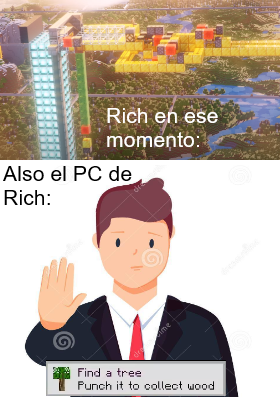 Rich en ese
momento:
Also el PC de
Rich:
Find a tree
Punch it to collect wood